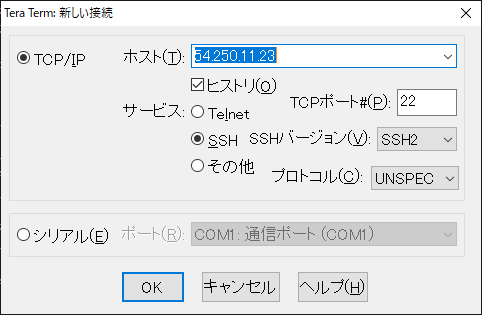 Tera Term: 新しい接続
TCP/IP
ホスト(T): 54.250.11.23
ヒストリ(O)
サービス: Telnet
TCPポート#(P): 22
SSH
SSHバージョン(V): SSH2
その他
プロトコル(C): UNSPEC
シリアル(E)
ポート(R): COM1: 通信ポート (COM1)
OK
キャンセル
ヘルプ(H)